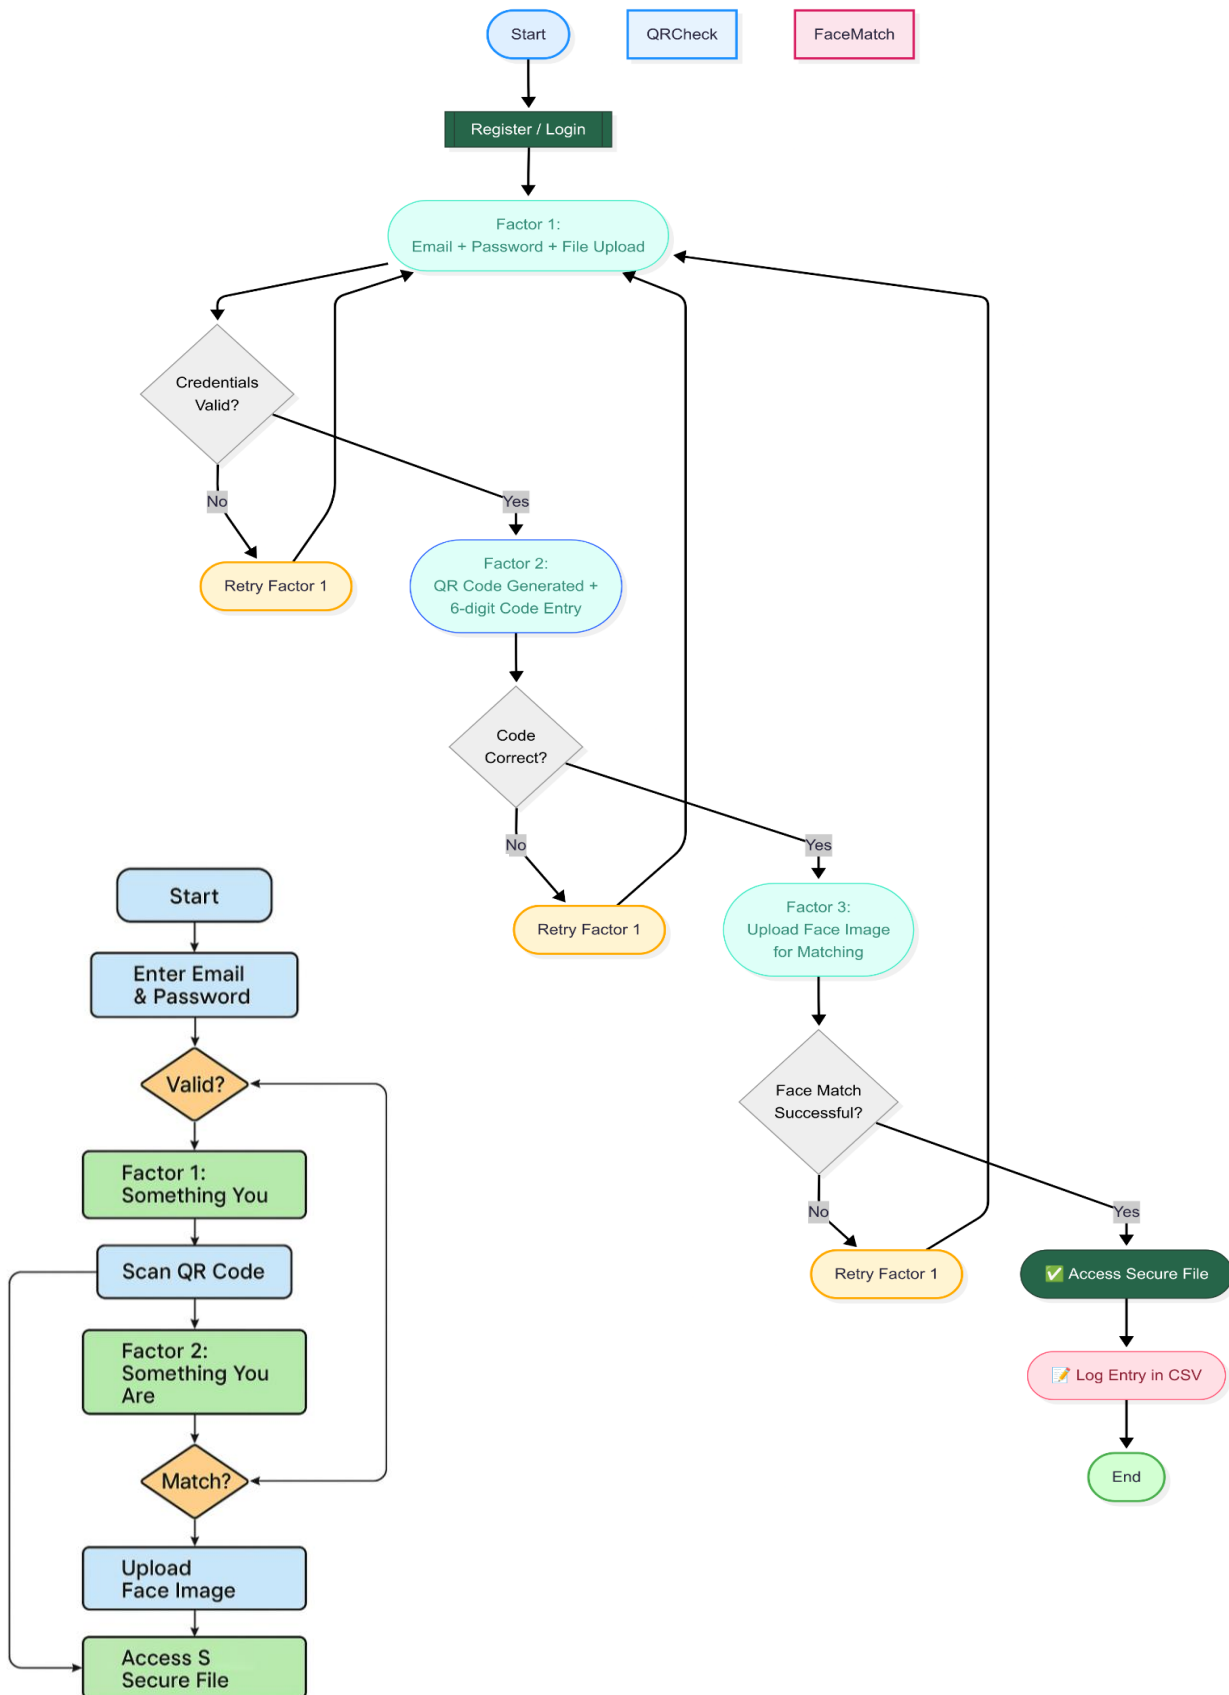 Start
QRCheck
FaceMatch
Register / Login
Factor 1:
Email + Password + File Upload
Credentials
Valid?
No
Yes
Retry Factor 1
Factor 2:
QR Code Generated +
6-digit Code Entry
Code
Correct?
No
Yes
Retry Factor 1
Factor 3:
Upload Face Image
for Matching
Face Match
Successful?
No
Yes
Retry Factor 1
✅ Access Secure File
📝 Log Entry in CSV
End
Start
Enter Email
& Password
Valid?
Factor 1:
Something You
Scan QR Code
Factor 2:
Something You
Are
Match?
Upload
Face Image
Access S
Secure File